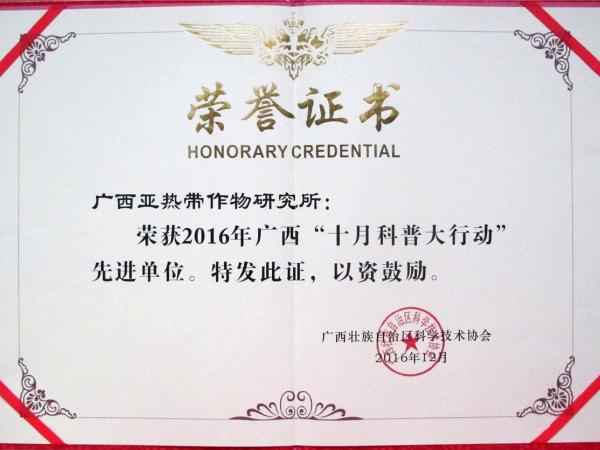 荣誉证书
HONORARY CREDENTIAL
广西亚热带作物研究所：
荣获2016年广西“十月科普大行动”
先进单位。特发此证，以资鼓励。
广西壮族自治区科学技术协会
2016年12月